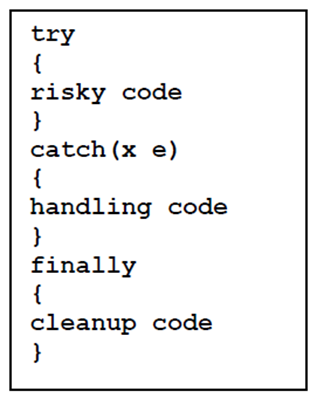 try
{
risky code
}
catch(x e)
{
handling code
}
finally
{
cleanup code
}